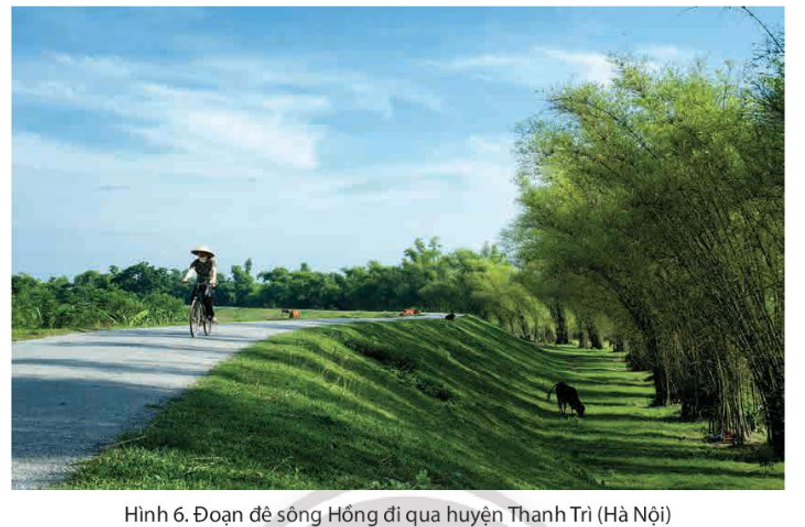 Hình 6. Đoạn đê sông Hồng đi qua huyện Thanh Trì (Hà Nội)